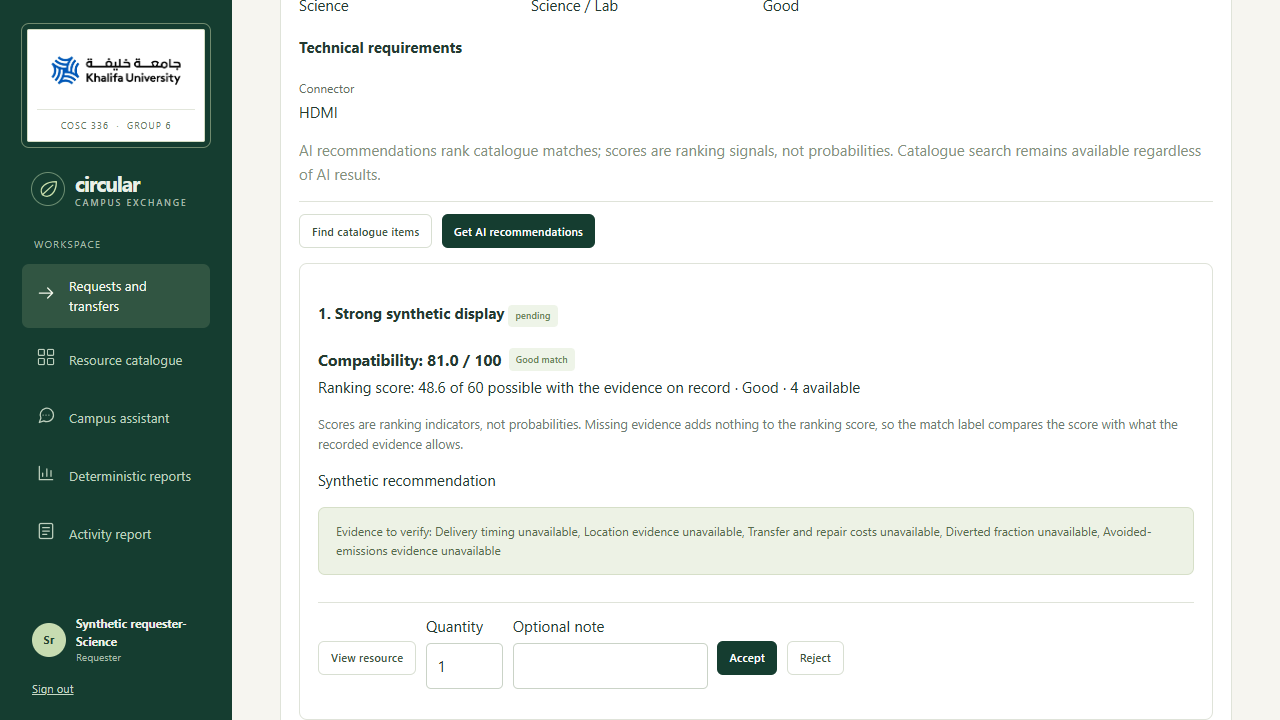 جامعة خليفة
Khalifa University
COSC 336 · GROUP 6
circular
CAMPUS EXCHANGE
WORKSPACE
Requests and
transfers
Resource catalogue
Campus assistant
Deterministic reports
Activity report
Sr
Synthetic requester-
Science
Requester
Sign out
Science Science / Lab Good
Technical requirements
Connector
HDMI
AI recommendations rank catalogue matches; scores are ranking signals, not probabilities. Catalogue search remains available regardless
of AI results.
Find catalogue items Get AI recommendations
1. Strong synthetic display pending
Compatibility: 81.0 / 100 Good match
Ranking score: 48.6 of 60 possible with the evidence on record · Good · 4 available
Scores are ranking indicators, not probabilities. Missing evidence adds nothing to the ranking score, so the match label compares the score with what the
recorded evidence allows.
Synthetic recommendation
Evidence to verify: Delivery timing unavailable, Location evidence unavailable, Transfer and repair costs unavailable, Diverted fraction unavailable, Avoided-
emissions evidence unavailable
Quantity Optional note
View resource 1 Accept Reject